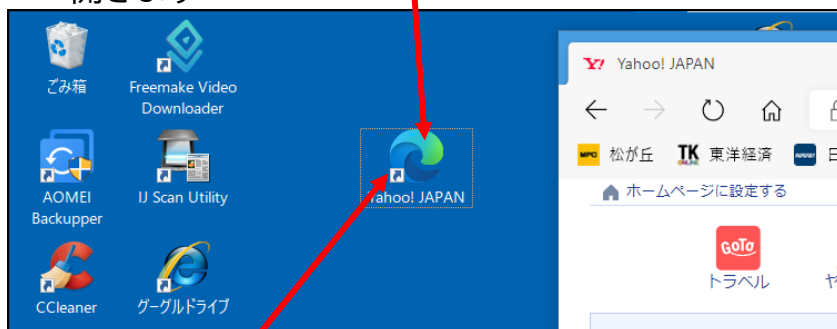 ごみ箱
Freemake Video
Downloader
AOMEI
Backupper
IJ Scan Utility
Yahoo! JAPAN
CCleaner
グーグルドライブ
Y! Yahoo! JAPAN
MPC 松が丘 TK 東洋経済
ホームページに設定する
GoTo
トラベル